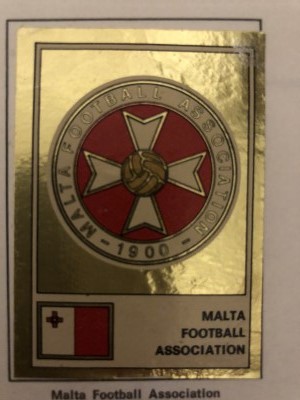 MALTA FOOTBALL ASSOCIATION
- 1900 -
MALTA
FOOTBALL
ASSOCIATION
Malta Football Association